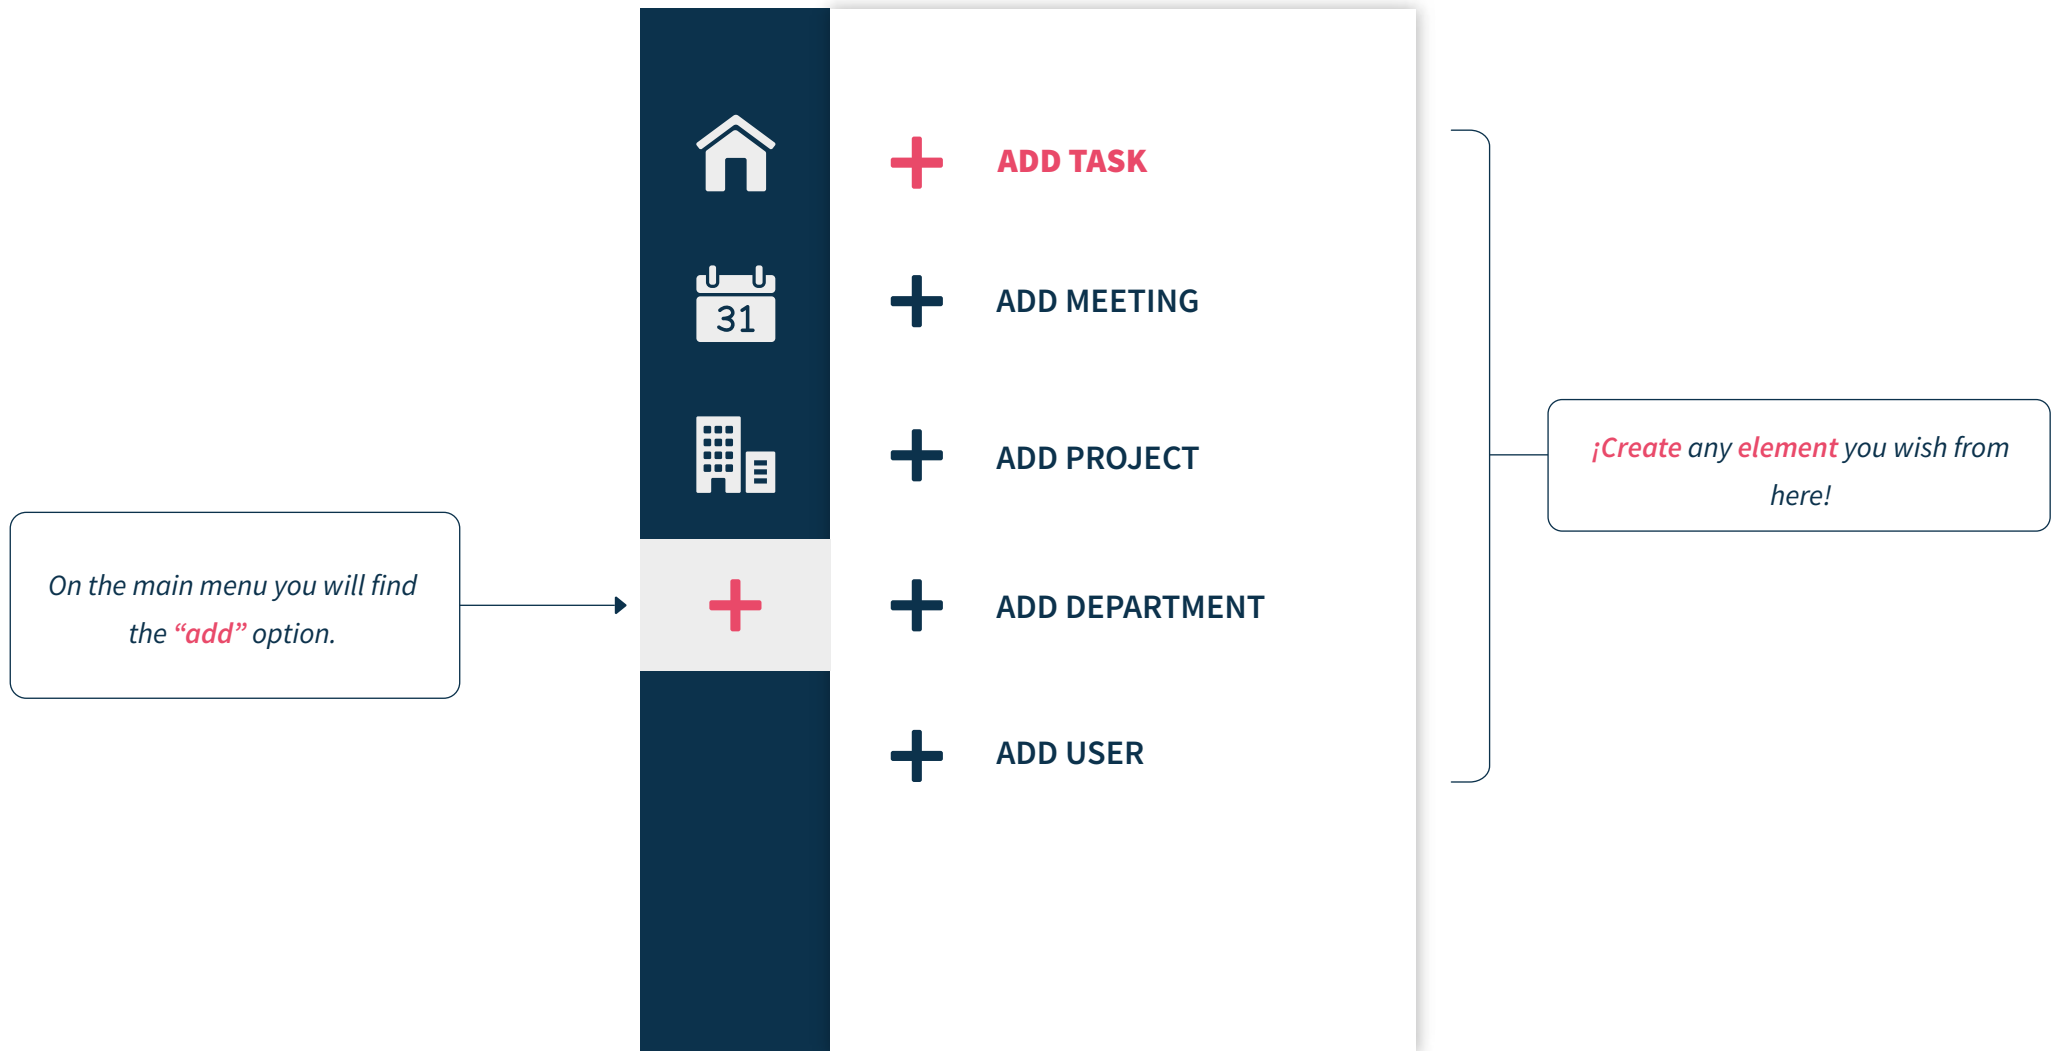 ADD TASK
31
ADD MEETING
ADD PROJECT
¡Create any element you wish from
here!
On the main menu you will find
the “add” option.
ADD DEPARTMENT
ADD USER